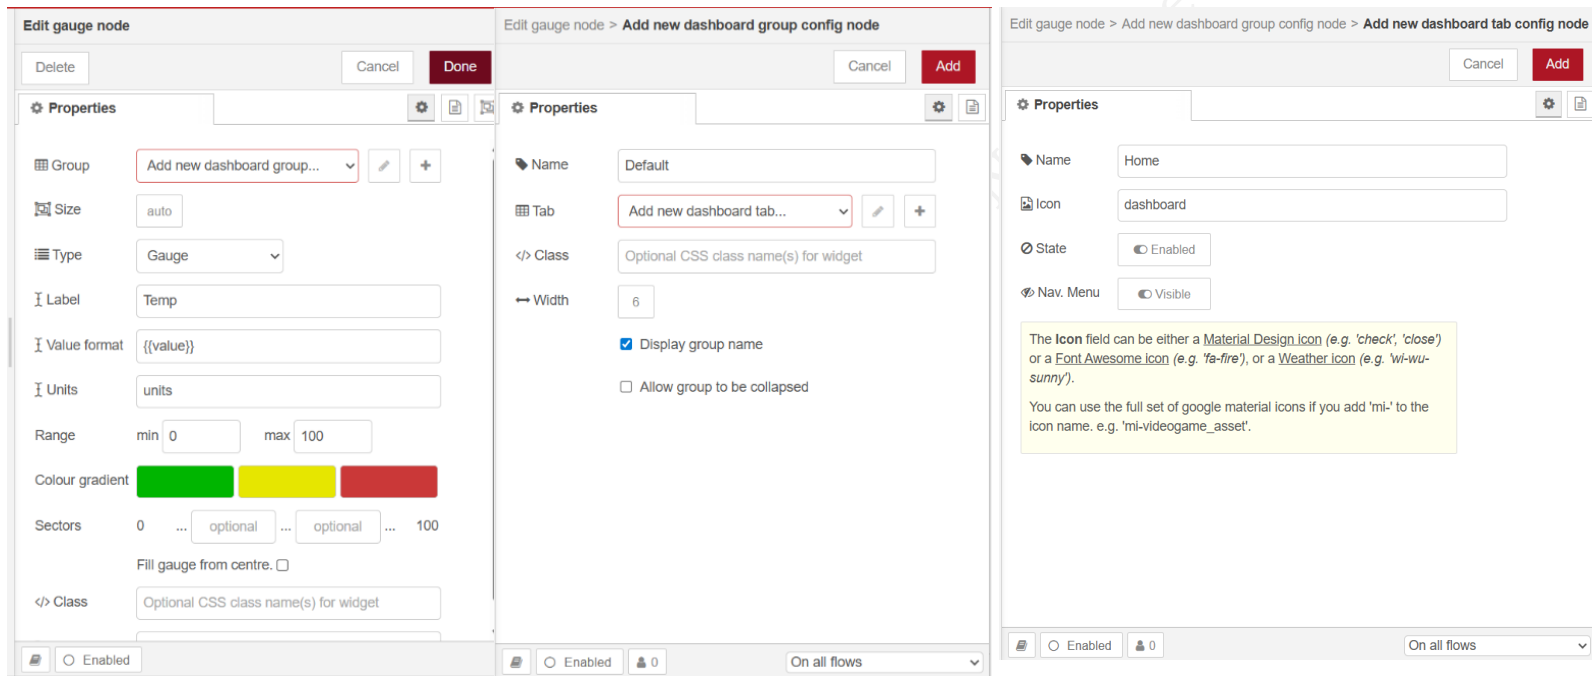 Edit gauge node
Delete
Cancel
Done
Properties
Group
Add new dashboard group...
Size
auto
Type
Gauge
Label
Temp
Value format
{{value}}
Units
units
Range
min
0
max
100
Colour gradient
Sectors
0
...
optional
...
optional
...
100
Fill gauge from centre.
</> Class
Optional CSS class name(s) for widget
Enabled
Edit gauge node > Add new dashboard group config node
Cancel
Add
Properties
Name
Default
Tab
Add new dashboard tab...
</> Class
Optional CSS class name(s) for widget
Width
6
Display group name
Allow group to be collapsed
Enabled
0
On all flows
Edit gauge node > Add new dashboard group config node > Add new dashboard tab config node
Cancel
Add
Properties
Name
Home
Icon
dashboard
State
Enabled
Nav. Menu
Visible
The Icon field can be either a Material Design icon (e.g. 'check', 'close')
or a Font Awesome icon (e.g. 'fa-fire'), or a Weather icon (e.g. 'wi-wu-
sunny').
You can use the full set of google material icons if you add 'mi-' to the
icon name. e.g. 'mi-videogame_asset'.
Enabled
0
On all flows